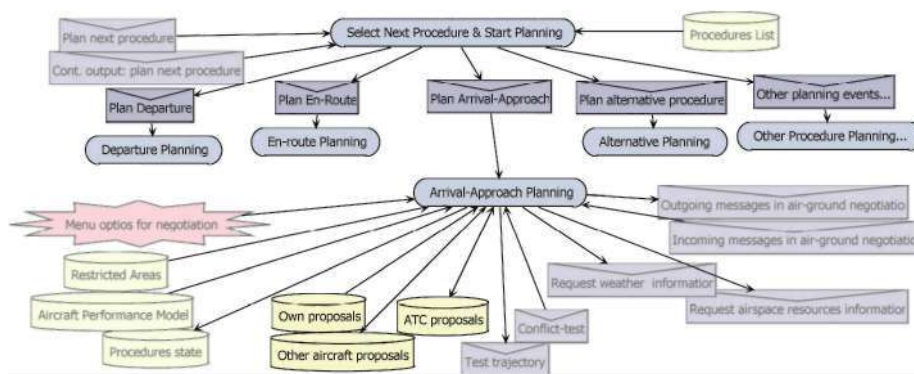 Plan next procedure
Select Next Procedure & Start Planning
Procedures List
Cont. output: plan next procedure
Plan Departure
Plan En-Route
Plan Arrival-Approach
Plan alternative procedure
Other planning events...
Departure Planning
En-route Planning
Alternative Planning
Other Procedure Planning...
Arrival-Approach Planning
Menu optios for negotiation
Outgoing messages in air-ground negotiatio
Incoming messages in air-ground negotiatio
Restricted Areas
Request weather informatior
Aircraft Performance Model
Own proposals
ATC proposals
Request airspace resources informatior
Conflict-test
Procedures state
Other aircraft proposals
Test trajectory